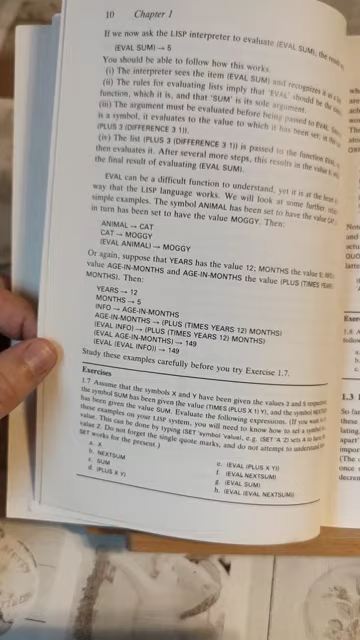 10 Chapter 1
If we now ask the LISP interpreter to evaluate (EVAL SUM), the
(EVAL SUM) → 5
You should be able to follow how this works.
(i) The interpreter sees the item (EVAL SUM) and recognizes it as a
(ii) The rules for evaluating lists imply that 'EVAL' should be the
function, which it is, and that 'SUM' is its sole argument.
(iii) The argument must be evaluated before being passed to EVAL.
is a symbol, it evaluates to the value to which it has been set; in this
(PLUS 3 (DIFFERENCE 3 1)).
(iv) The list (PLUS 3 (DIFFERENCE 3 1)) is passed to the function EVAL,
then evaluates it. After several more steps, this results in the value 5,
the final result of evaluating (EVAL SUM).
EVAL can be a difficult function to understand, yet it is at the heart
way that the LISP language works. We will look at some further,
simple examples. The symbol ANIMAL has been set to have the value CAT
in turn has been set to have the value MOGGY. Then:
ANIMAL → CAT
CAT → MOGGY
(EVAL ANIMAL) → MOGGY
Or again, suppose that YEARS has the value 12, MONTHS the value 5, INFO
value AGE-IN-MONTHS and AGE-IN-MONTHS the value (PLUS (TIMES YEARS
MONTHS). Then:
YEARS → 12
MONTHS → 5
INFO → AGE-IN-MONTHS
AGE-IN-MONTHS → (PLUS (TIMES YEARS 12) MONTHS)
(EVAL INFO) → (PLUS (TIMES YEARS 12) MONTHS)
(EVAL AGE-IN-MONTHS) → 149
(EVAL (EVAL INFO)) → 149
Study these examples carefully before you try Exercise 1.7.
Exercises
1.7 Assume that the symbols X and Y have been given the values 3 and 5
the symbol SUM has been given the value (TIMES (PLUS X 1) Y), and the symbol NEXTSUM
has been given the value SUM. Evaluate the following expressions. (If you want to
these examples on your LISP system, you will need to know how to set a symbol to
value. This can be done by typing (SET 'symbol value), e.g. (SET 'A 'Z) sets A to have
value Z. Do not forget the single quote marks, and do not attempt to understand
SET works for the present.)
a. X
b. NEXTSUM
c. SUM
d. (PLUS X Y)
e. (EVAL (PLUS X Y))
f. (EVAL NEXTSUM)
g. (EVAL SUM)
h. (EVAL (EVAL NEXTSUM))
1.3
So far
these